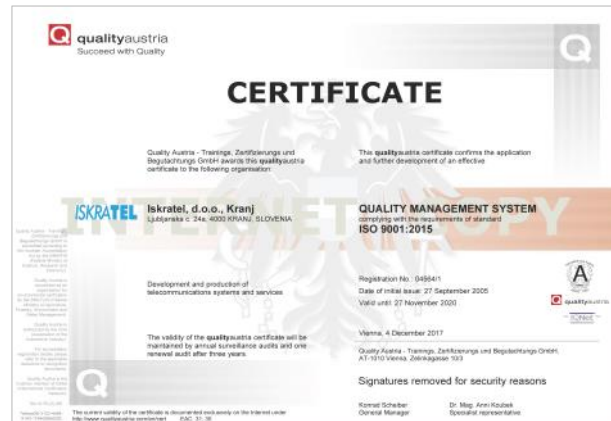 qualityaustria
Succeed with Quality
CERTIFICATE
Quality Austria - Trainings, Zertifizierungs und
Begutachtungs GmbH awards this qualityaustria
certificate to the following organisation:
This qualityaustria certificate confirms the application
and further development of an effective
ISKRATEL
Iskratel, d.o.o., Kranj
Ljubljanska c. 24a, 4000 KRANJ, SLOVENIA
QUALITY MANAGEMENT SYSTEM
complying with the requirements of standard
ISO 9001:2015
INTERNET COPY
Development and production of
telecommunications systems and services
Registration No.: 04564/1
Date of initial issue: 27 September 2005
Valid until: 27 November 2020
qualityaustria
IQNet
The validity of the qualityaustria certificate will be
maintained by annual surveillance audits and one
renewal audit after three years.
Vienna, 4 December 2017
Quality Austria - Trainings, Zertifizierungs und Begutachtungs GmbH,
AT-1010 Vienna, Zelinkagasse 10/3
Signatures removed for security reasons
Konrad Scheiber
General Manager
Dr. Mag. Anni Koubek
Specialist representative
The current validity of the certificate is documented exclusively on the Internet under